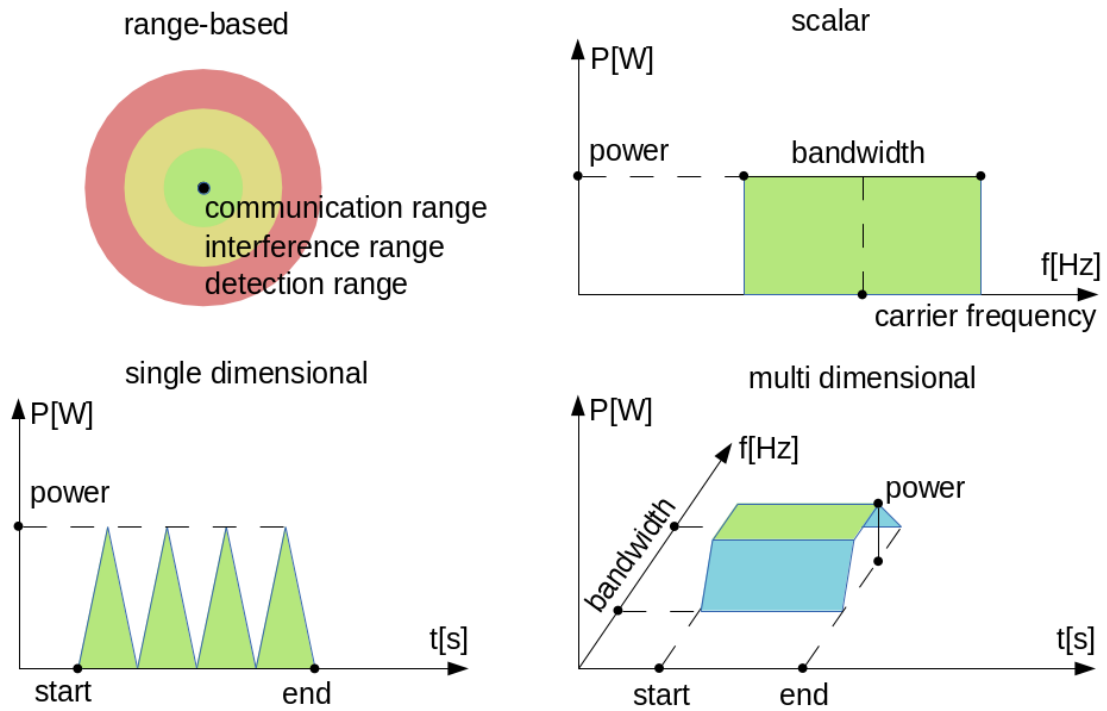 range-based
communication range
interference range
detection range
scalar
P[W]
power
bandwidth
f[Hz]
carrier frequency
single dimensional
P[W]
power
t[s]
start
end
multi dimensional
P[W]
f[Hz]
power
bandwidth
t[s]
start
end